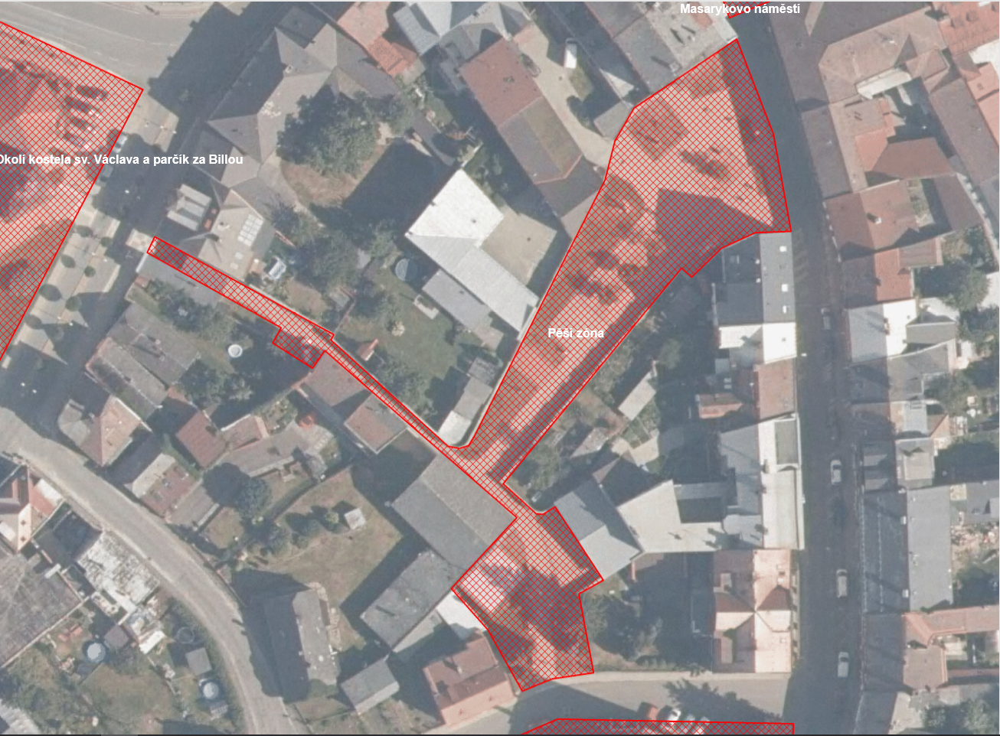 Masarykovo náměstí
Okolí kostela sv. Václava a parčík za Billou
Pěší zóna